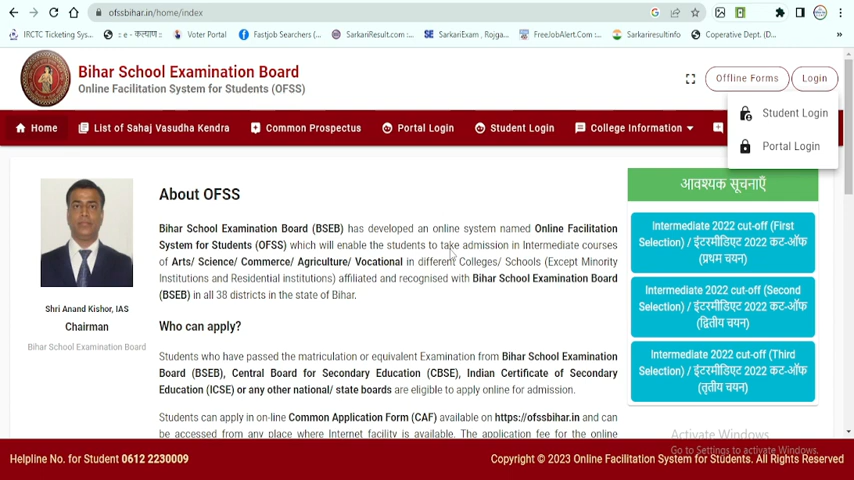 ofssbihar.in/home/index
IRCTC Ticketing Sys...
:: e - कल्याण ::
Voter Portal
Fastjob Searchers (...
SarkariResult.com :...
SarkariExam , Rojga...
FreeJobAlert.Com :...
Sarkariresultinfo
Coperative Dept. (D...
Bihar School Examination Board
Online Facilitation System for Students (OFSS)
Offline Forms
Login
Student Login
Portal Login
Home
List of Sahaj Vasudha Kendra
Common Prospectus
Portal Login
Student Login
College Information
About OFSS
Bihar School Examination Board (BSEB) has developed an online system named Online Facilitation
System for Students (OFSS) which will enable the students to take admission in Intermediate courses
of Arts/ Science/ Commerce/ Agriculture/ Vocational in different Colleges/ Schools (Except Minority
Institutions and Residential institutions) affiliated and recognised with Bihar School Examination Board
(BSEB) in all 38 districts in the state of Bihar.
Shri Anand Kishor, IAS
Chairman
Bihar School Examination Board
Who can apply?
Students who have passed the matriculation or equivalent Examination from Bihar School Examination
Board (BSEB), Central Board for Secondary Education (CBSE), Indian Certificate of Secondary
Education (ICSE) or any other national/ state boards are eligible to apply online for admission.
Students can apply in on-line Common Application Form (CAF) available on https://ofssbihar.in and can
be accessed from any place where Internet facility is available. The application fee for the online
आवश्यक सूचनाएँ
Intermediate 2022 cut-off (First
Selection) / इंटरमीडिएट 2022 कट-ऑफ
(प्रथम चयन)
Intermediate 2022 cut-off (Second
Selection) / इंटरमीडिएट 2022 कट-ऑफ
(द्वितीय चयन)
Intermediate 2022 cut-off (Third
Selection) / इंटरमीडिएट 2022 कट-ऑफ
(तृतीय चयन)
Activate Windows
Go to Settings to activate Windows.
Helpline No. for Student 0612 2230009
Copyright © 2023 Online Facilitation System for Students. All Rights Reserved